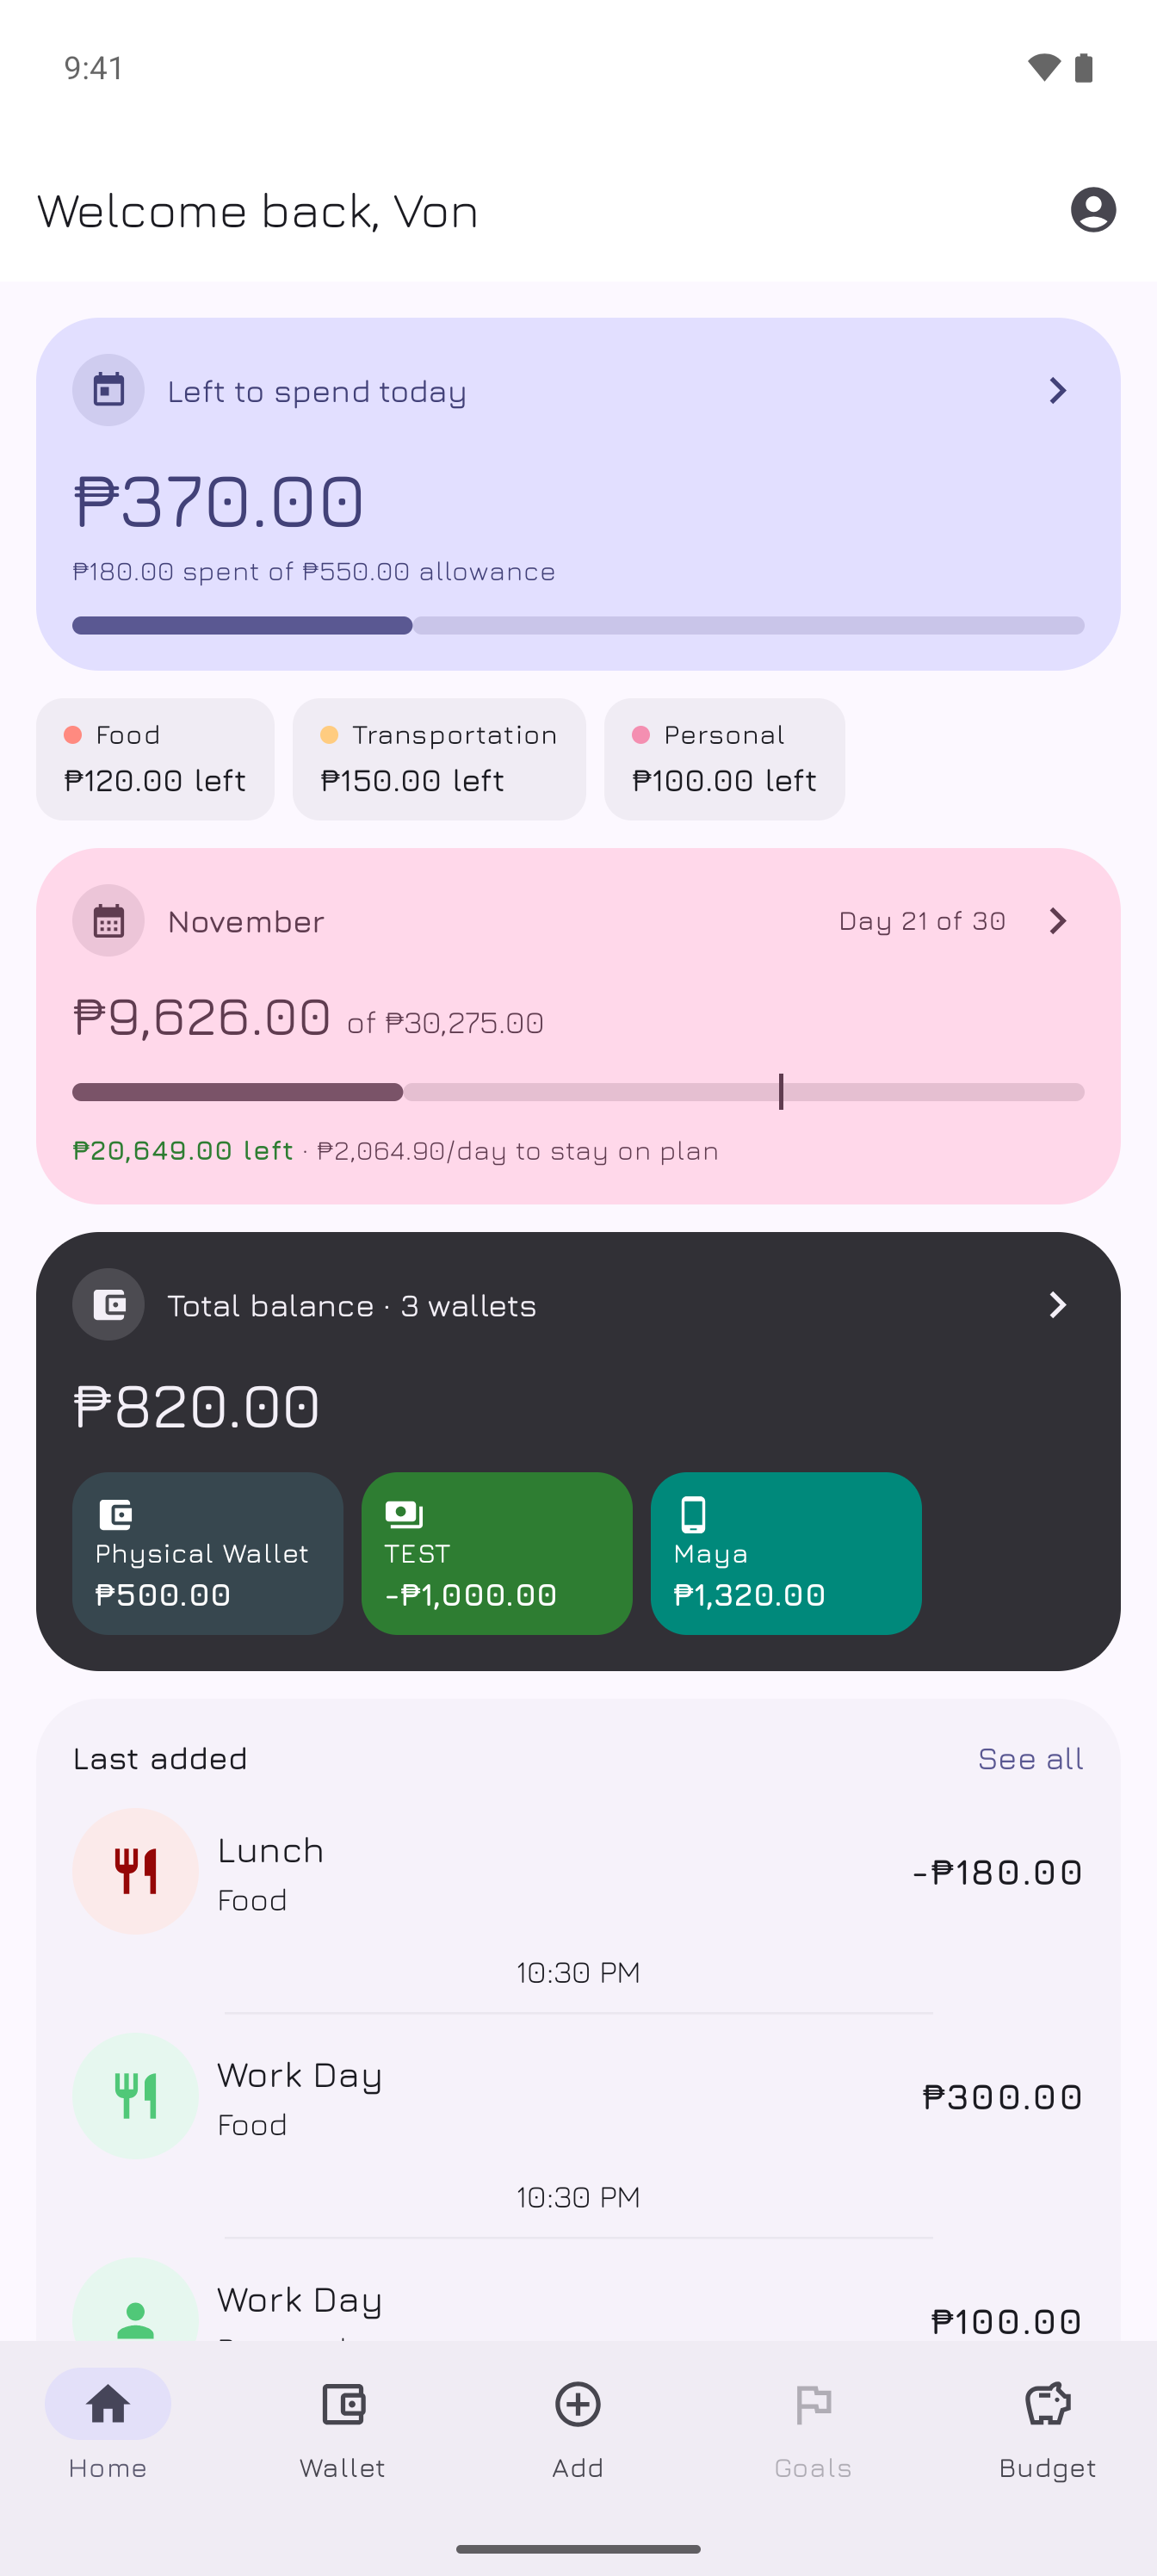 9:41
Welcome back, Von
Left to spend today
₱370.00
₱180.00 spent of ₱550.00 allowance
Food
₱120.00 left
Transportation
₱150.00 left
Personal
₱100.00 left
November
Day 21 of 30
₱9,626.00 of ₱30,275.00
₱20,649.00 left · ₱2,064.90/day to stay on plan
Total balance · 3 wallets
₱820.00
Physical Wallet
₱500.00
TEST
-₱1,000.00
Maya
₱1,320.00
Last added
See all
Lunch
Food
-₱180.00
10:30 PM
Work Day
Food
₱300.00
10:30 PM
Work Day
₱100.00
Home
Wallet
Add
Goals
Budget